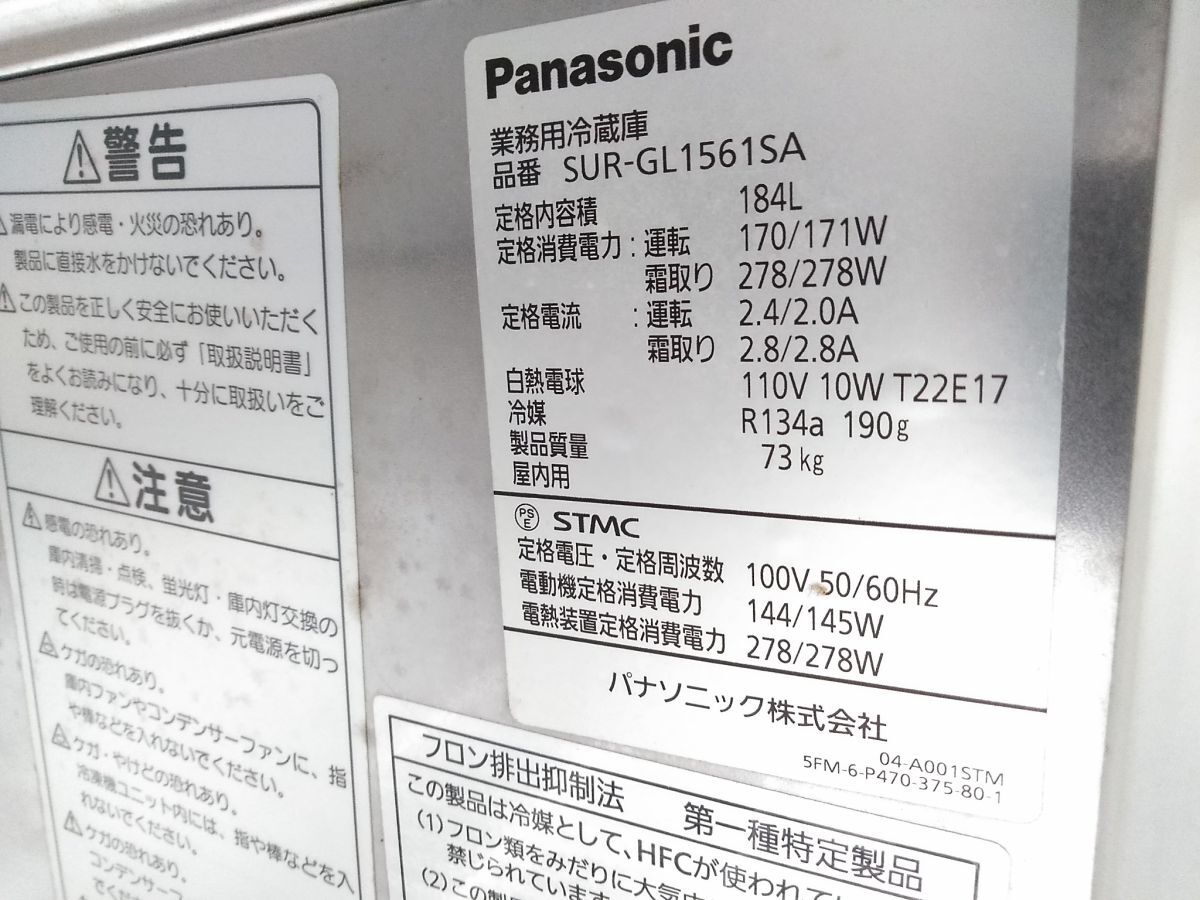 警告
漏電により感電・火災の恐れあり。
製品に直接水をかけないでください。
この製品を正しく安全にお使いいただく
ため、ご使用の前に必ず「取扱説明書」
をよくお読みになり、十分に取扱いをご
理解ください。
注意
感電の恐れあり。
庫内清掃・点検、蛍光灯・庫内灯交換の
時は電源プラグを抜くか、元電源を切っ
てください。
ケガの恐れあり。
庫内ファンやコンデンサーファンに、指
や棒などを入れないでください。
ケガ・やけどの恐れあり。
冷凍機ユニット内には、指や棒などを入
れないでください。
ケガの恐れあり。
コンデンサーフ
Panasonic
業務用冷蔵庫
品番 SUR-GL1561SA
定格内容積 184L
定格消費電力:運転 170/171W
霜取り 278/278W
定格電流 :運転 2.4/2.0A
霜取り 2.8/2.8A
白熱電球 110V 10W T22E17
冷媒 R134a 190g
製品質量 73kg
屋内用
PSE STMC
定格電圧・定格周波数 100V 50/60Hz
電動機定格消費電力 144/145W
電熱装置定格消費電力 278/278W
パナソニック株式会社
04-A001STM
5FM-6-P470-375-80-1
フロン排出抑制法 第一種特定製品
この製品は冷媒として、HFCが使われて
(1)フロン類をみだりに大気
禁じられています
(2)この製